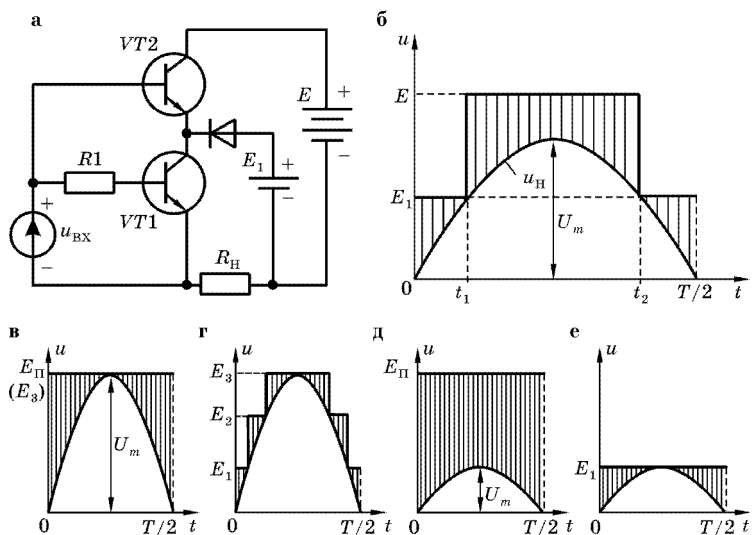 а
VT2
+
E
−
R1
E₁
+
−
VT1
+
uвх
−
Rн
б
u
E
E₁
uн
Uₘ
0
t₁
t₂
T/2
t
в
Eп
(E₃)
u
Uₘ
0
T/2
t
г
u
E₃
E₂
E₁
0
T/2
t
д
Eп
u
Uₘ
0
T/2
t
е
u
E₁
0
T/2
t